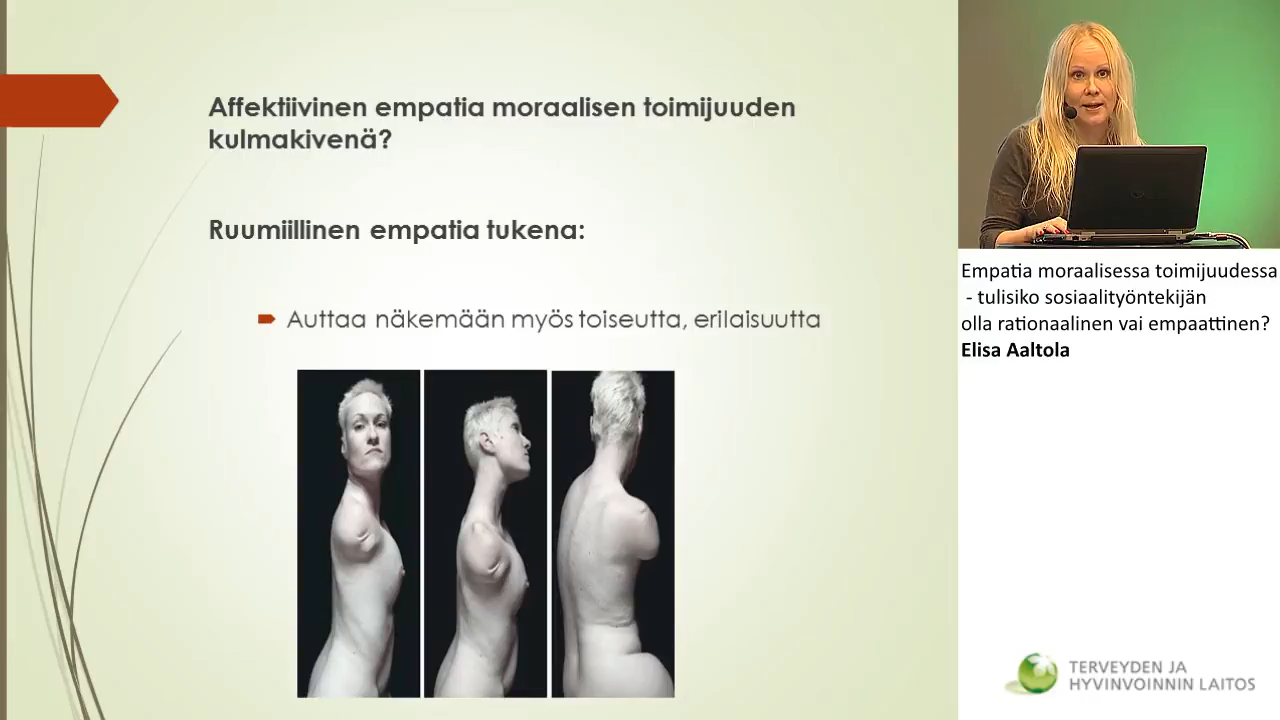 Affektiivinen empatia moraalisen toimijuuden
kulmakivenä?
Ruumiillinen empatia tukena:
Auttaa näkemään myös toiseutta, erilaisuutta
Empatia moraalisessa toimijuudessa
- tulisiko sosiaalityöntekijän
olla rationaalinen vai empaattinen?
Elisa Aaltola
TERVEYDEN JA
HYVINVOINNIN LAITOS